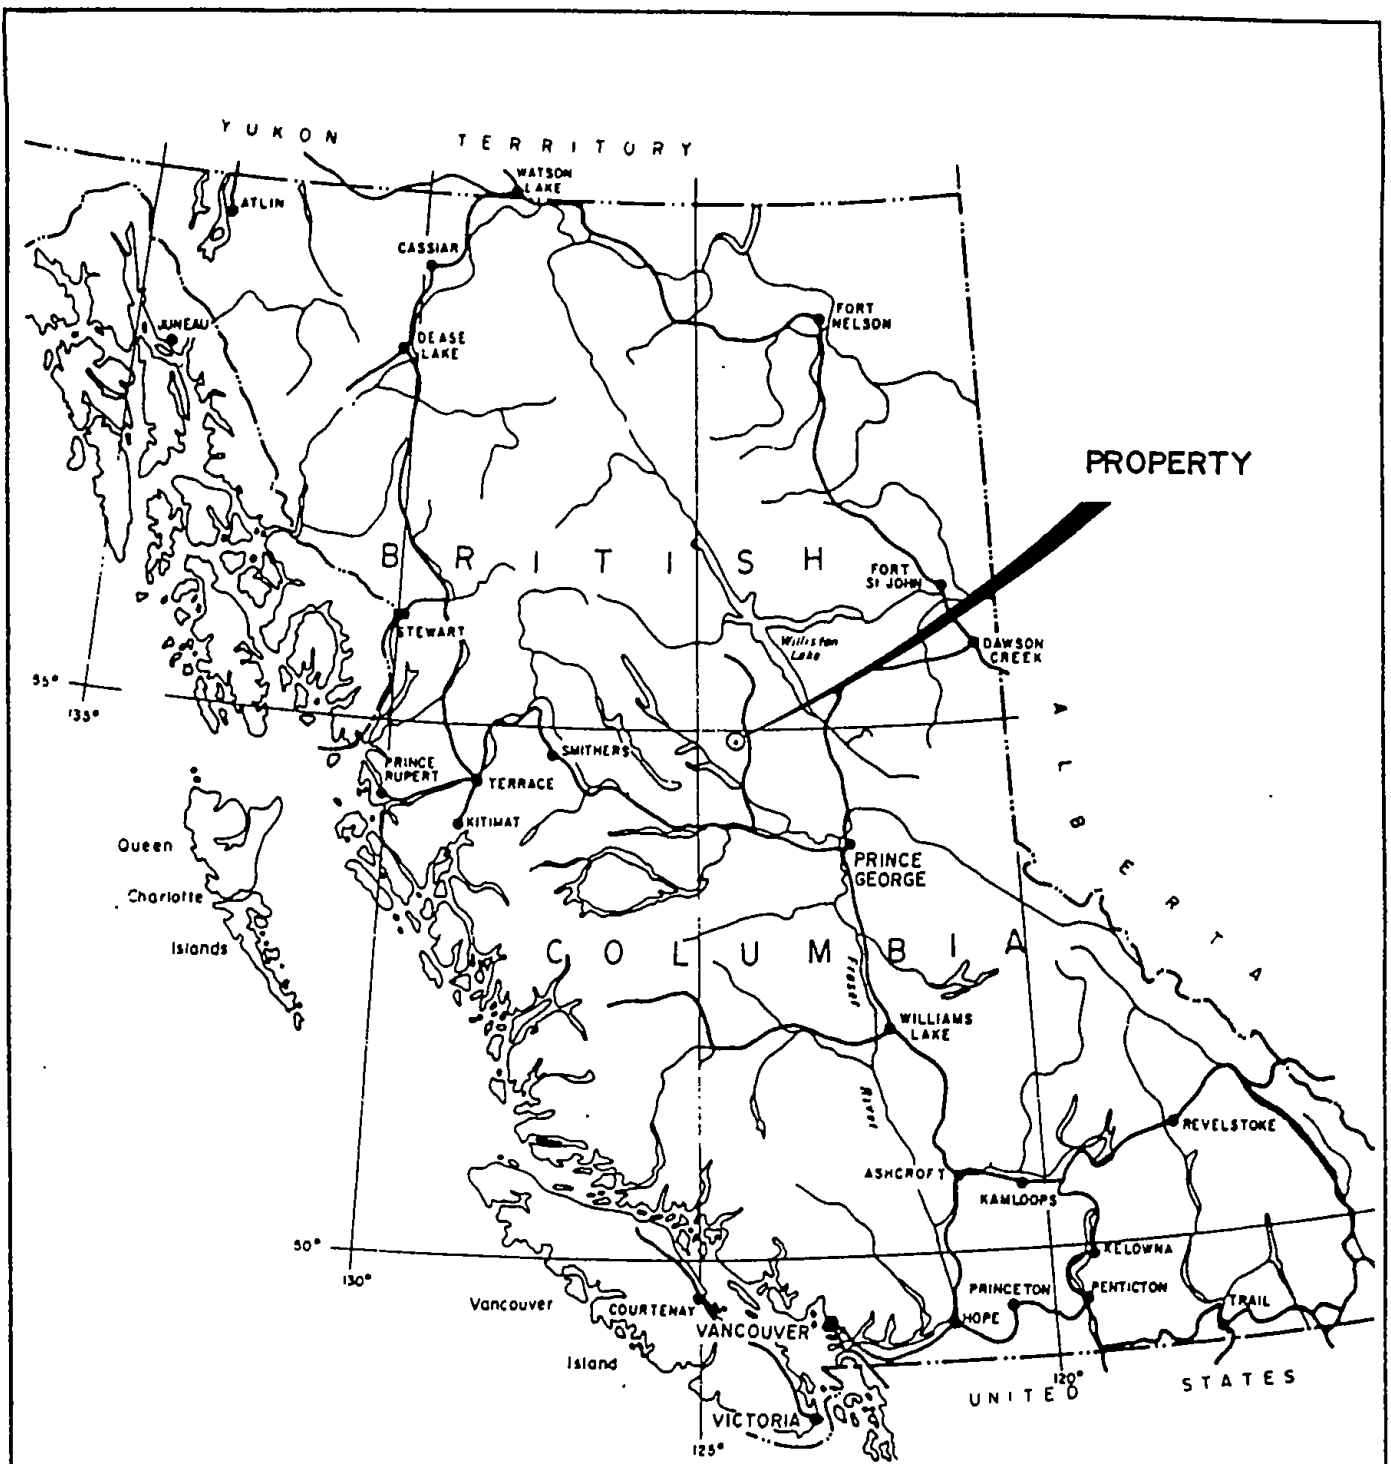 YUKON TERRITORY
WATSON
LAKE
ATLIN
CASSIAR
FORT
NELSON
JUNEAU
DEASE
LAKE
PROPERTY
BRITISH
FORT
ST JOHN
STEWART
Williston
Lake
DAWSON
CREEK
55°
135°
ALBERTA
SMITHERS
PRINCE
RUPERT
TERRACE
KITIMAT
Queen
Charlotte
Islands
PRINCE
GEORGE
COLUMBIA
Fraser
River
WILLIAMS
LAKE
REVELSTOKE
ASHCROFT
KAMLOOPS
50°
130°
KELOWNA
Vancouver
Island
COURTENAY
PRINCETON
PENTICTON
HOPE
TRAIL
VANCOUVER
120°
UNITED STATES
VICTORIA
125°